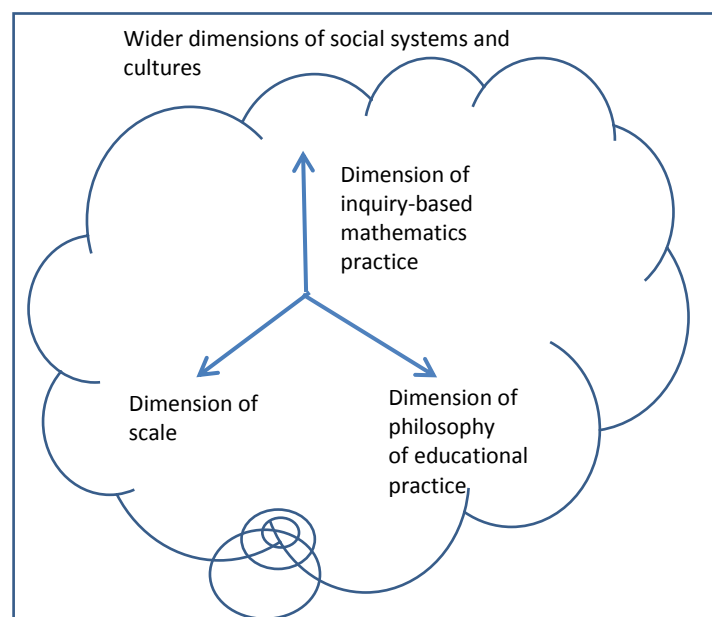 Wider dimensions of social systems and
cultures
Dimension of
inquiry-based
mathematics
practice
Dimension of
scale
Dimension of
philosophy
of educational
practice